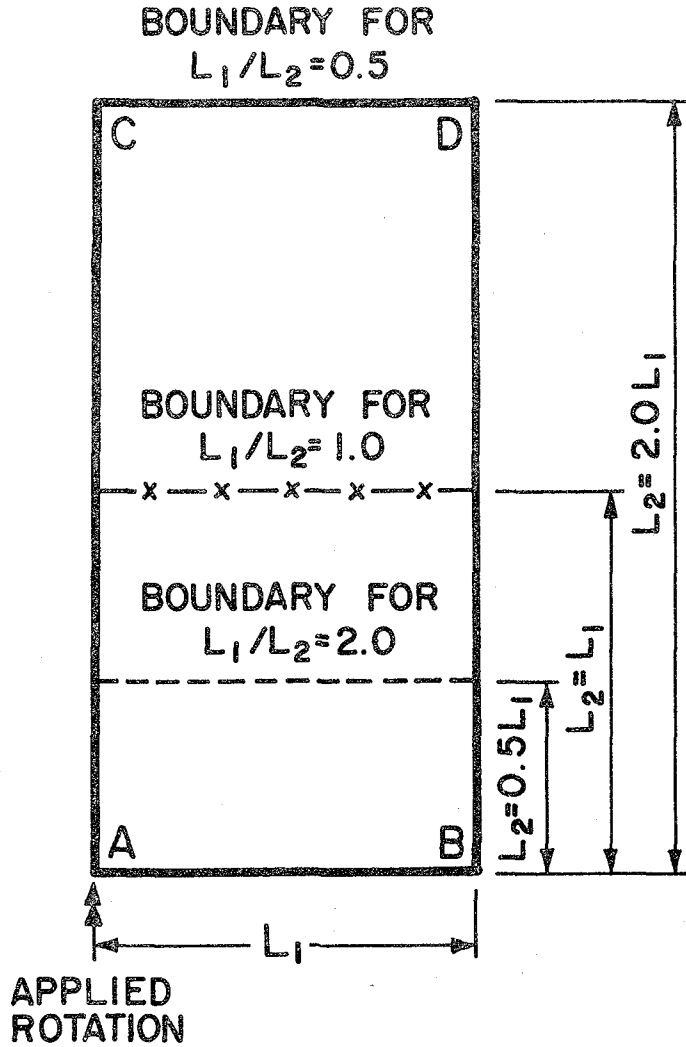 BOUNDARY FOR
L₁/L₂=0.5
C D
L₂=2.0L₁
BOUNDARY FOR
L₁/L₂=1.0
x x x x x
L₂=L₁
BOUNDARY FOR
L₁/L₂=2.0
L₂=0.5L₁
A B
L₁
APPLIED
ROTATION